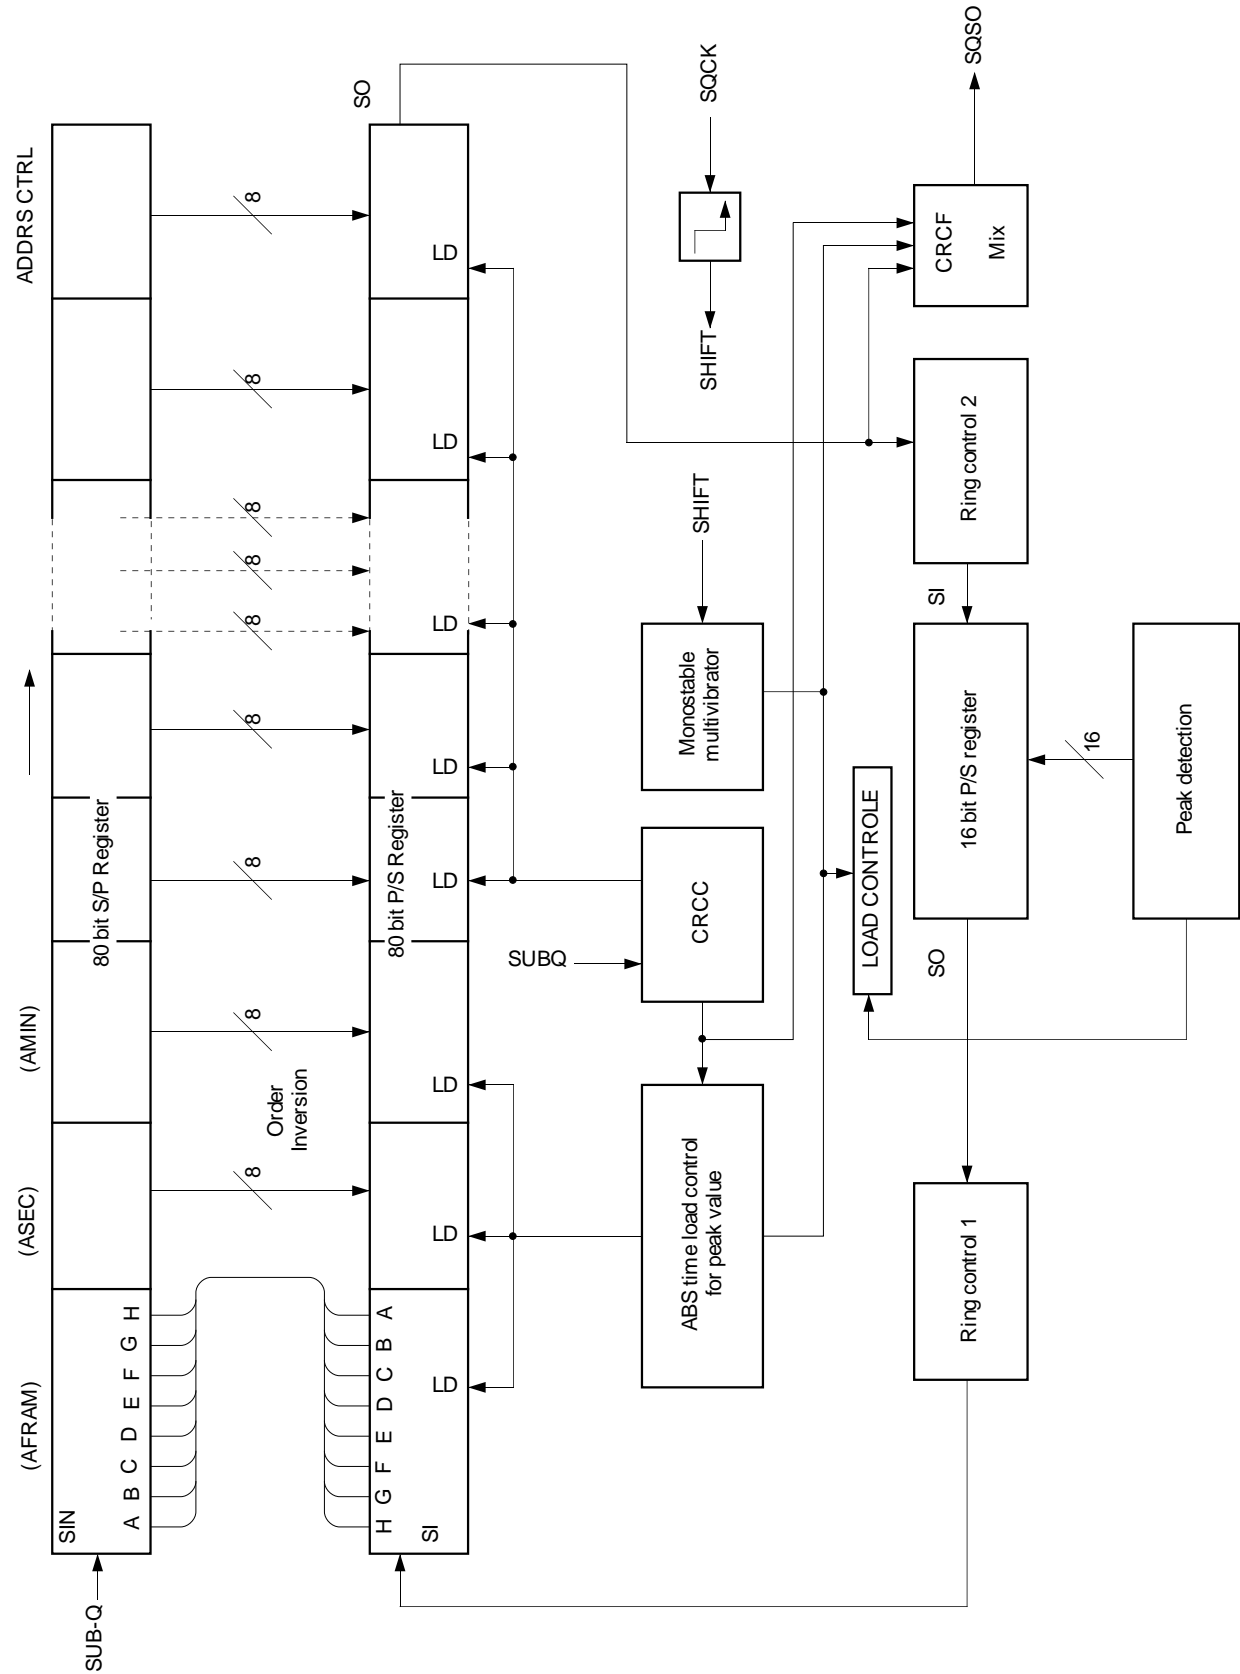 SUB-Q
SIN
A B C D E F G H
(AFRAM)
(ASEC)
(AMIN)
80 bit S/P Register
ADDRS CTRL
Order
Inversion
8
8
8
8
8
8
8
8
8
H G F E D C B A
SI
80 bit P/S Register
SO
LD
LD
LD
LD
LD
LD
LD
LD
SUBQ
CRCC
ABS time load control
for peak value
Monostable
multivibrator
SHIFT
SHIFT
SQCK
LOAD CONTROLE
Ring control 1
SO
16 bit P/S register
SI
Ring control 2
CRCF
Mix
SQSO
16
Peak detection